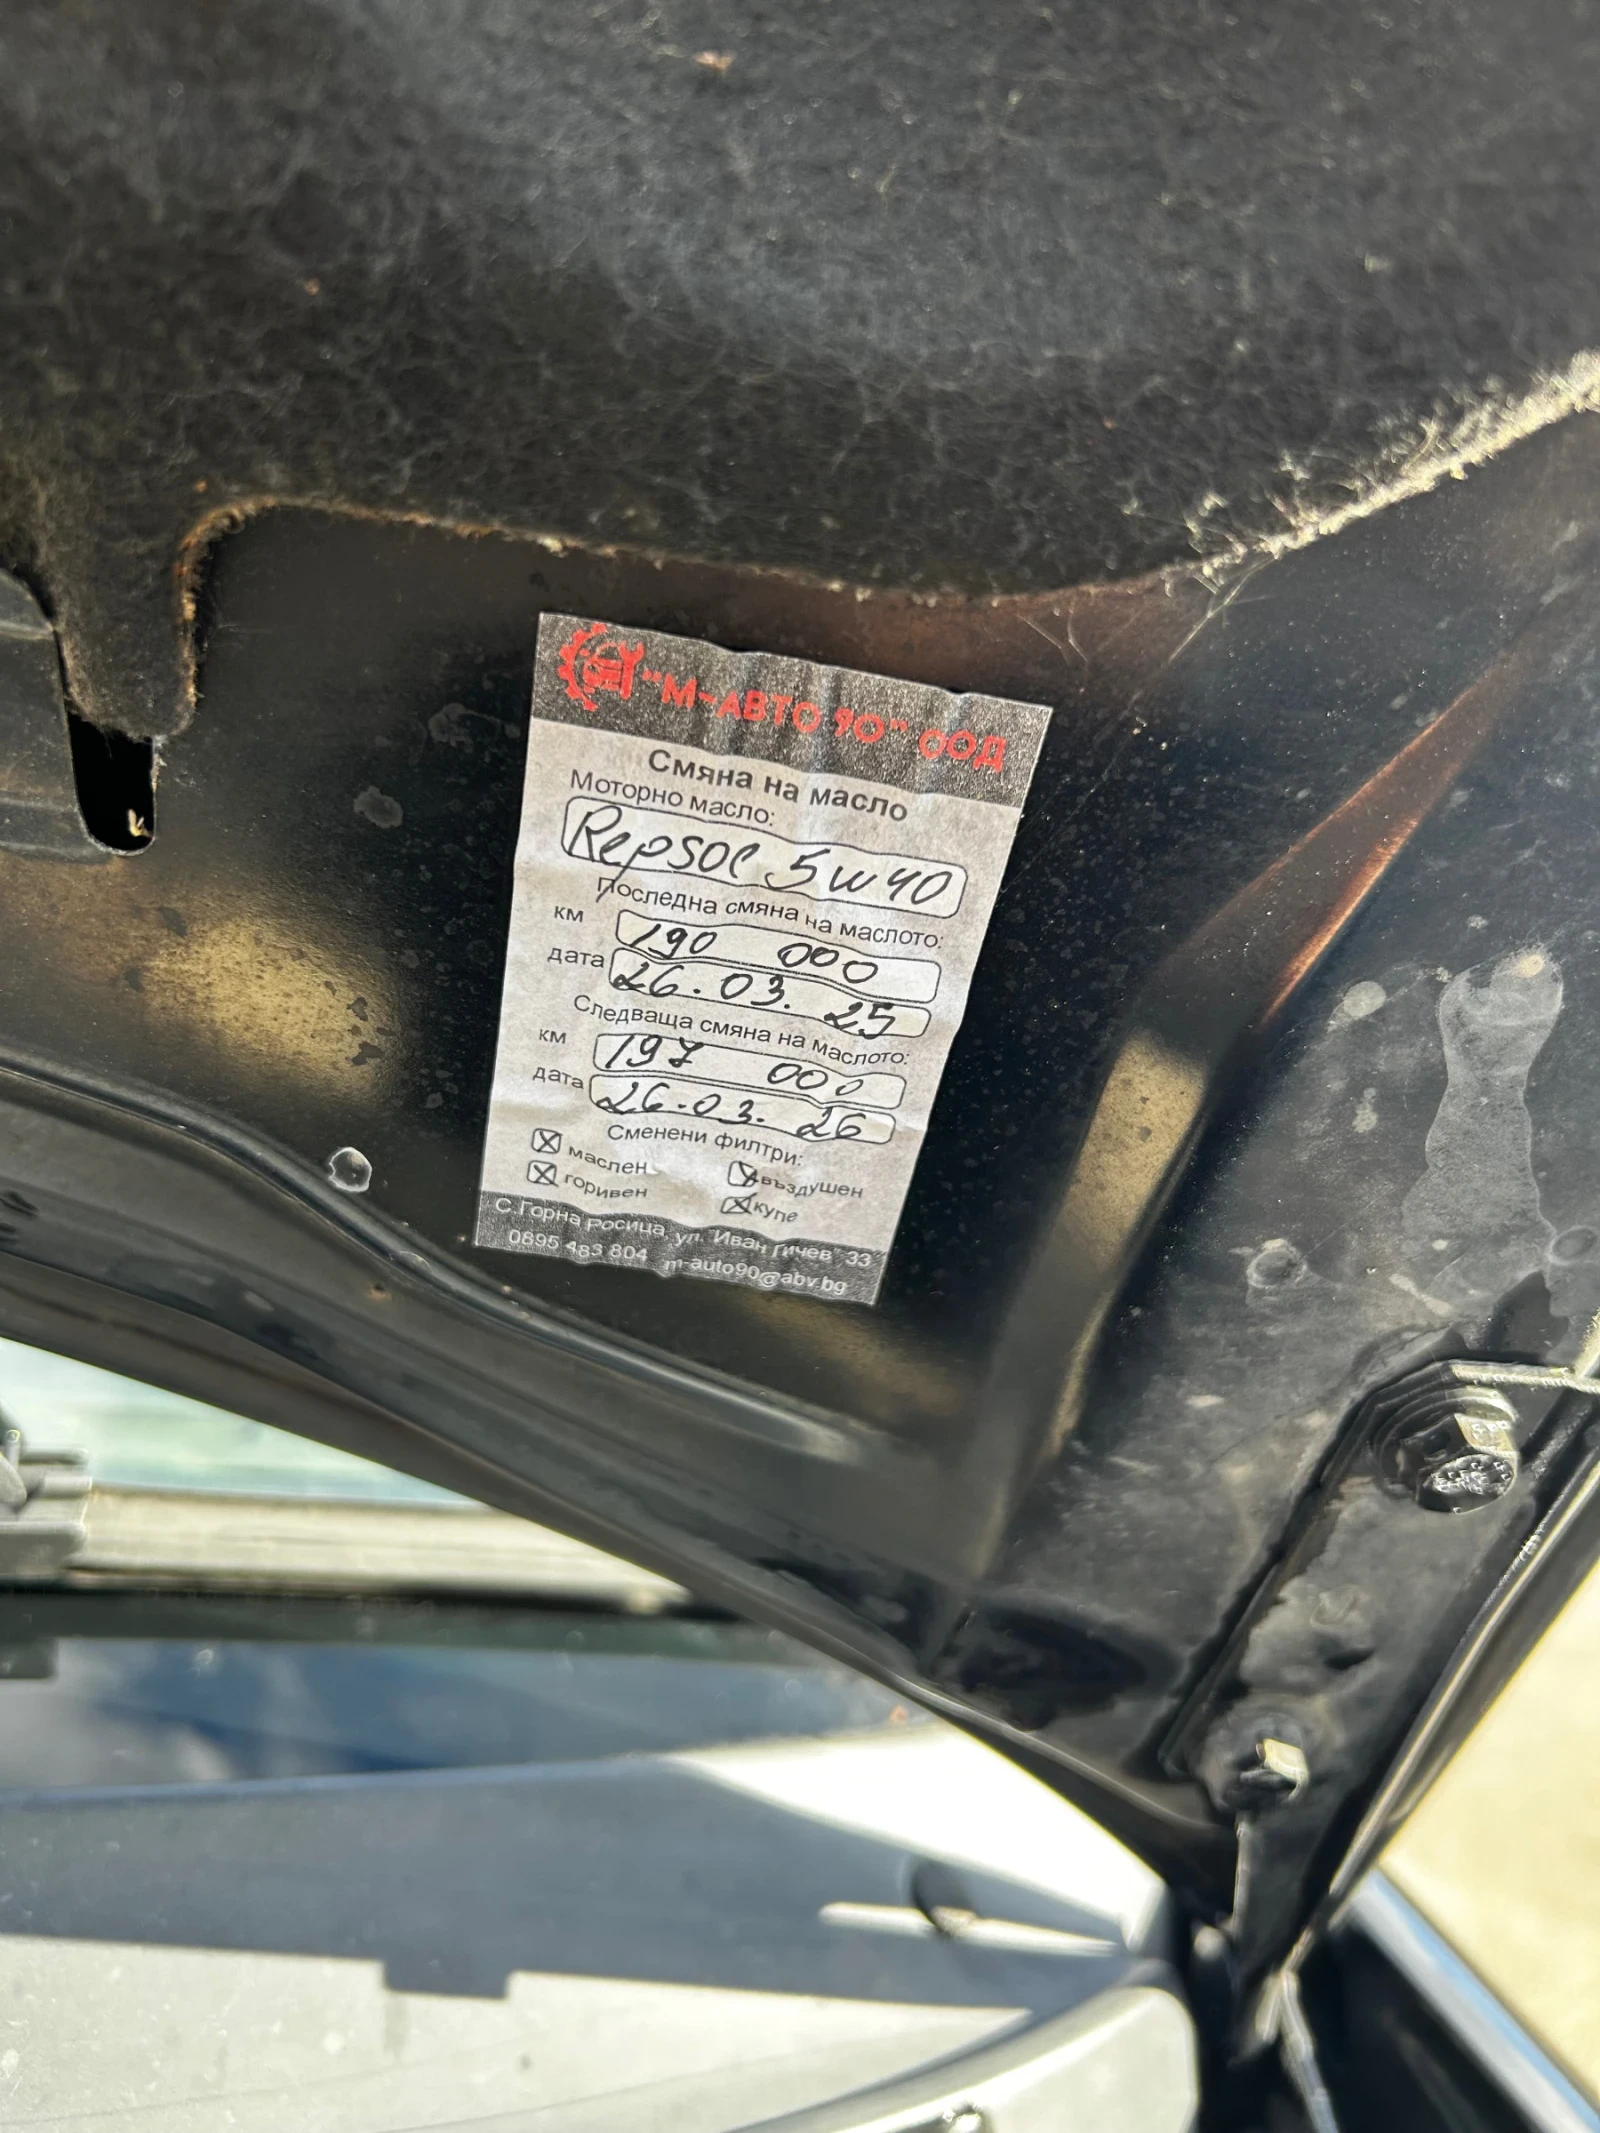 "М-АВТО 90" ООД
Смяна на масло
Моторно масло:
Repsol 5w40
Последна смяна на маслото:
км 190 000
дата 26.03.25
Следваща смяна на маслото:
км 197 000
дата 26.03.26
Сменени филтри:
маслен въздушен
горивен купе
С.Горна Росица, ул. "Иван Гичев" 33
0895 483 804 m-auto90@abv.bg